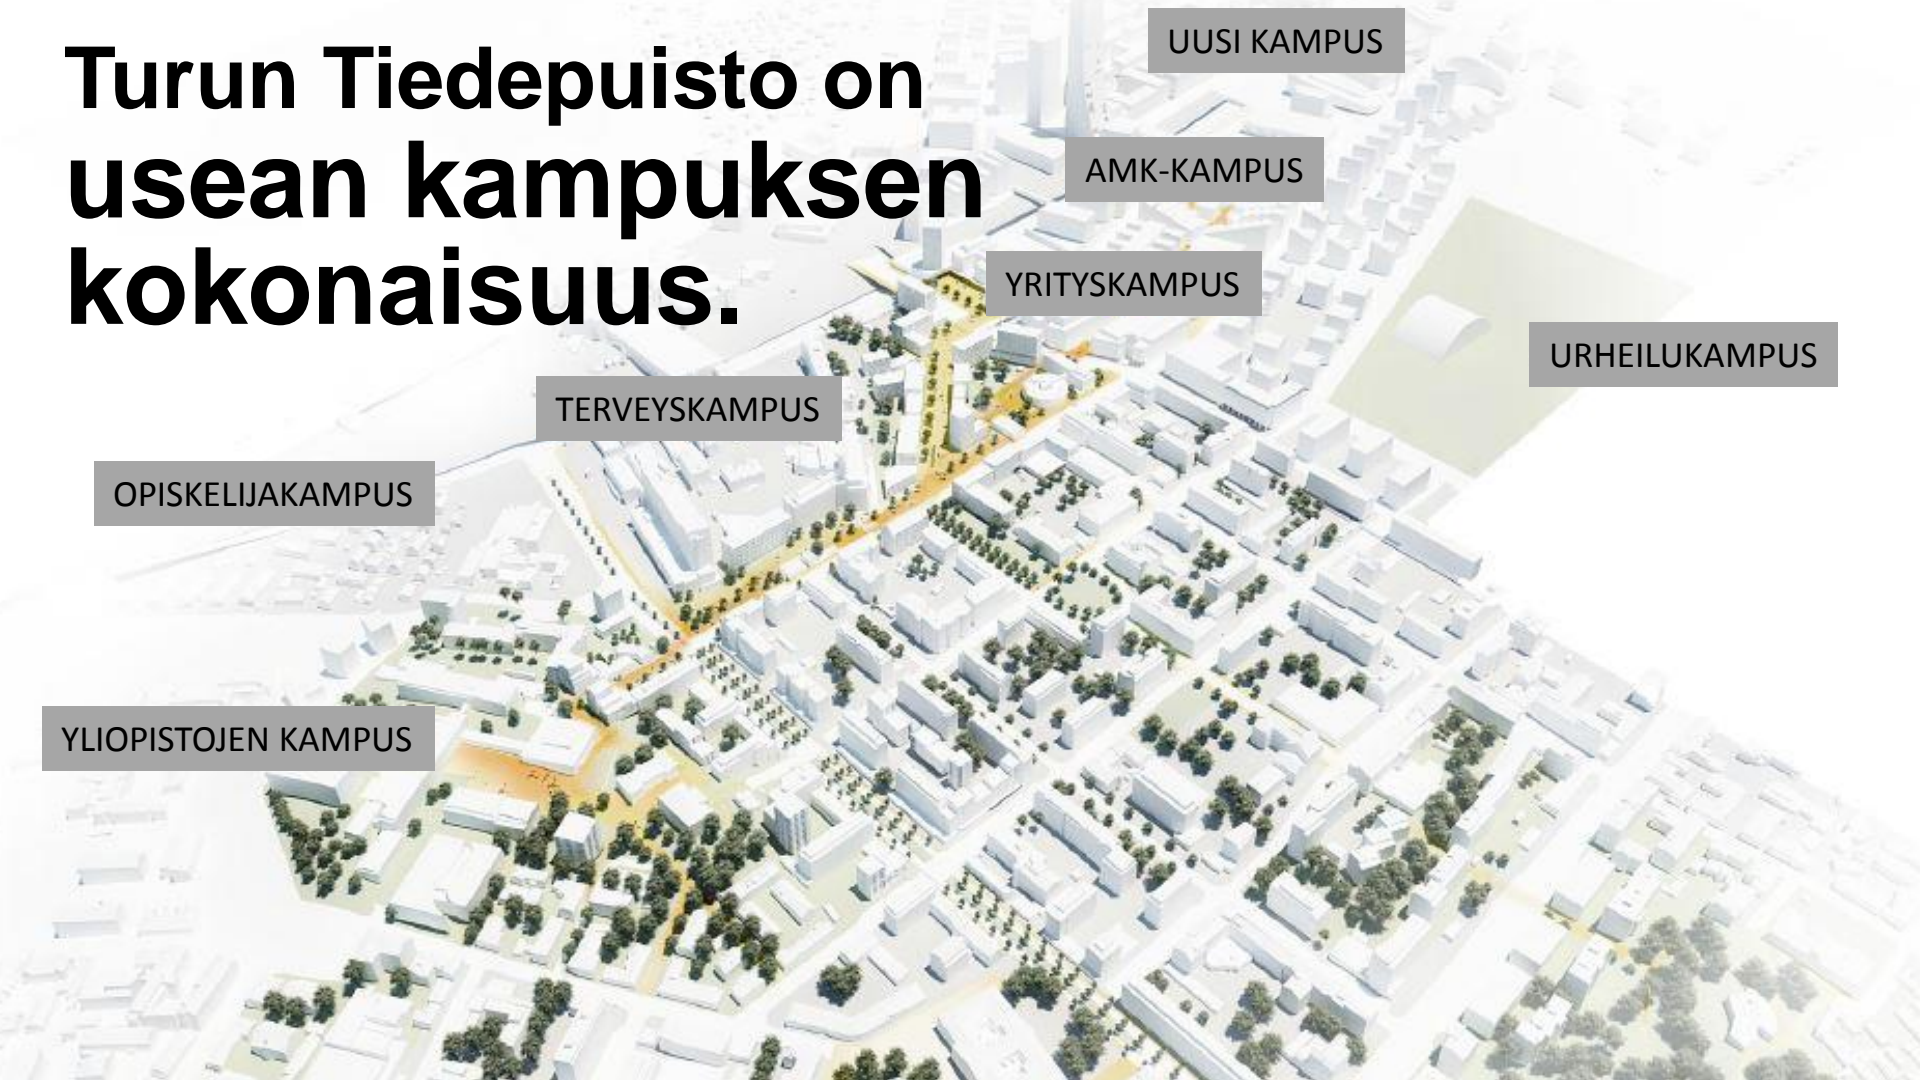 Turun Tiedepuisto on
usean kampuksen
kokonaisuus.
UUSI KAMPUS
AMK-KAMPUS
YRITYSKAMPUS
URHEILUKAMPUS
TERVEYSKAMPUS
OPISKELIJAKAMPUS
YLIOPISTOJEN KAMPUS